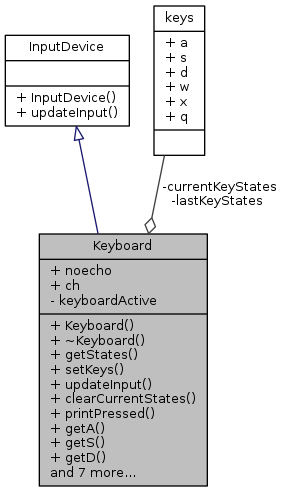 keys
+ a
+ s
+ d
+ w
+ x
+ q
InputDevice
+ InputDevice()
+ updateInput()
-currentKeyStates
-lastKeyStates
Keyboard
+ noecho
+ ch
- keyboardActive
+ Keyboard()
+ ~Keyboard()
+ getStates()
+ setKeys()
+ updateInput()
+ clearCurrentStates()
+ printPressed()
+ getA()
+ getS()
+ getD()
and 7 more...